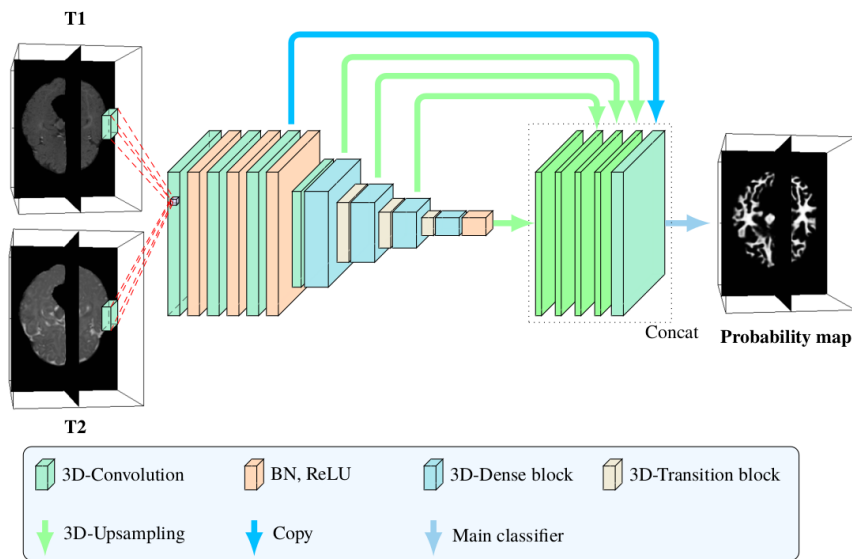 T1
Concat
Probability map
T2
3D-Convolution
BN, ReLU
3D-Dense block
3D-Transition block
3D-Upsampling
Copy
Main classifier